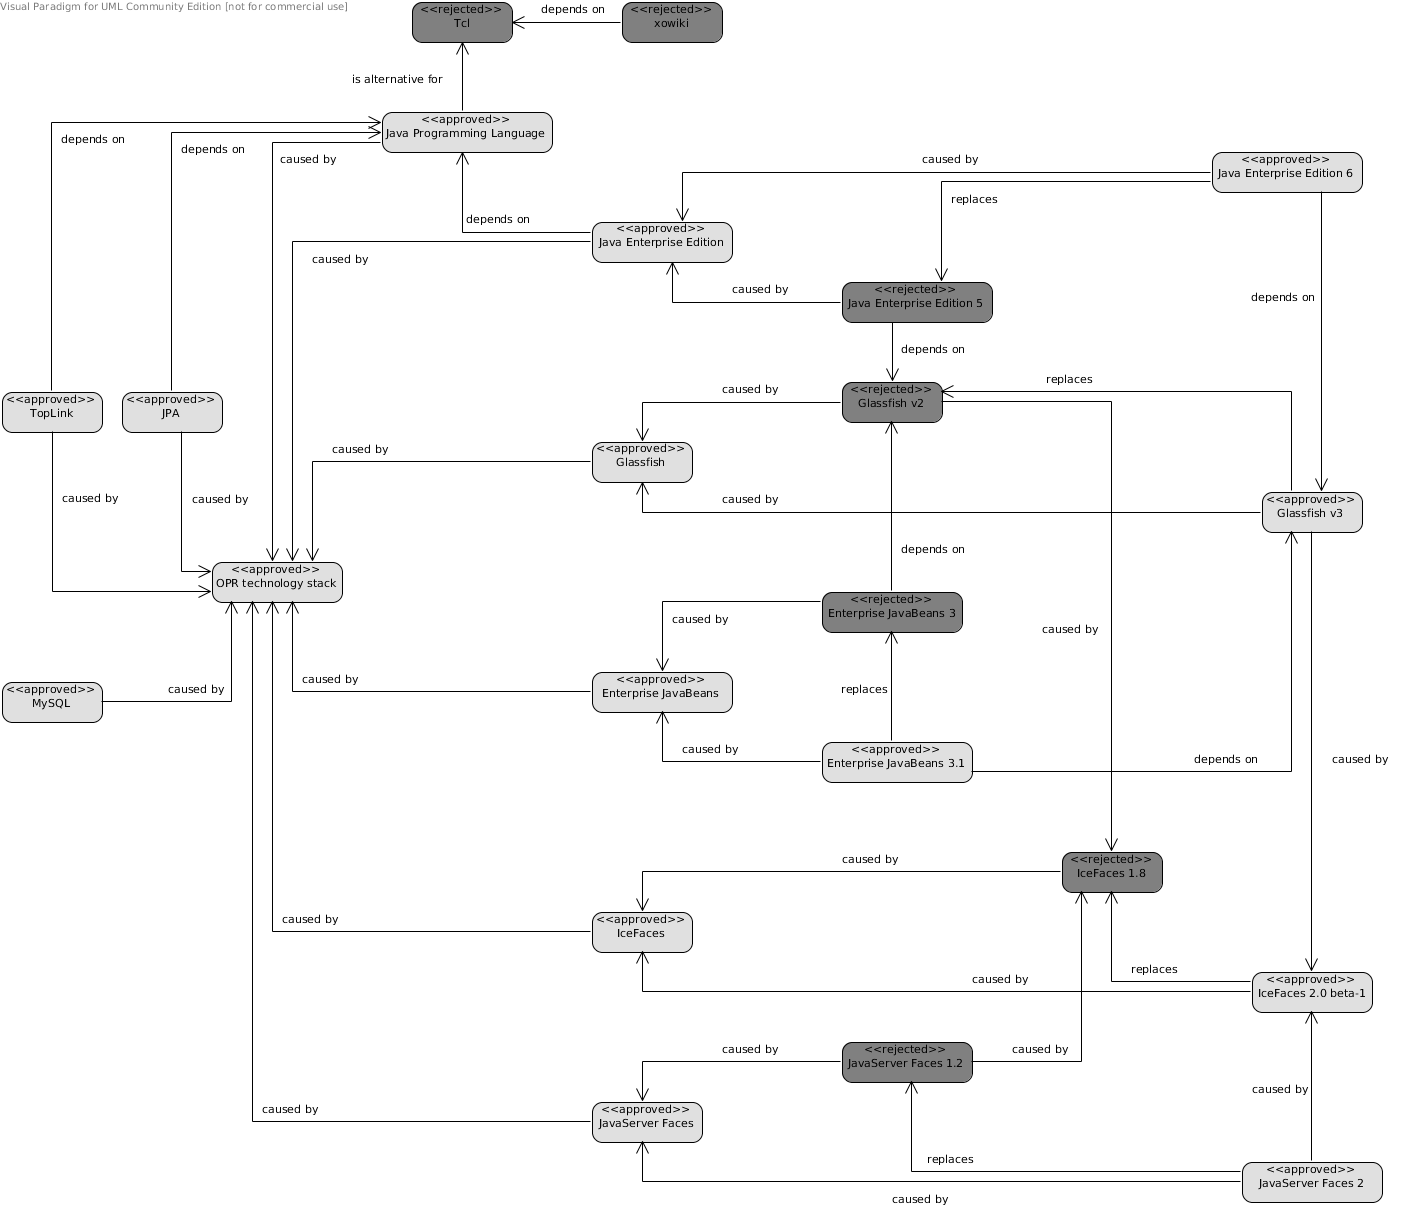 Visual Paradigm for UML Community Edition [not for commercial use]
<<rejected>>
Tcl
depends on
<<rejected>>
xowiki
is alternative for
<<approved>>
Java Programming Language
depends on
depends on
caused by
caused by
<<approved>>
Java Enterprise Edition 6
replaces
depends on
<<approved>>
Java Enterprise Edition
caused by
caused by
<<rejected>>
Java Enterprise Edition 5
depends on
depends on
<<approved>>
TopLink
<<approved>>
JPA
caused by
<<rejected>>
Glassfish v2
replaces
caused by
<<approved>>
Glassfish
caused by
caused by
caused by
<<approved>>
Glassfish v3
depends on
<<approved>>
OPR technology stack
<<rejected>>
Enterprise JavaBeans 3
caused by
caused by
<<approved>>
MySQL
caused by
caused by
<<approved>>
Enterprise JavaBeans
replaces
caused by
<<approved>>
Enterprise JavaBeans 3.1
depends on
caused by
caused by
<<rejected>>
IceFaces 1.8
caused by
<<approved>>
IceFaces
caused by
replaces
<<approved>>
IceFaces 2.0 beta-1
caused by
<<rejected>>
JavaServer Faces 1.2
caused by
caused by
caused by
<<approved>>
JavaServer Faces
replaces
<<approved>>
JavaServer Faces 2
caused by